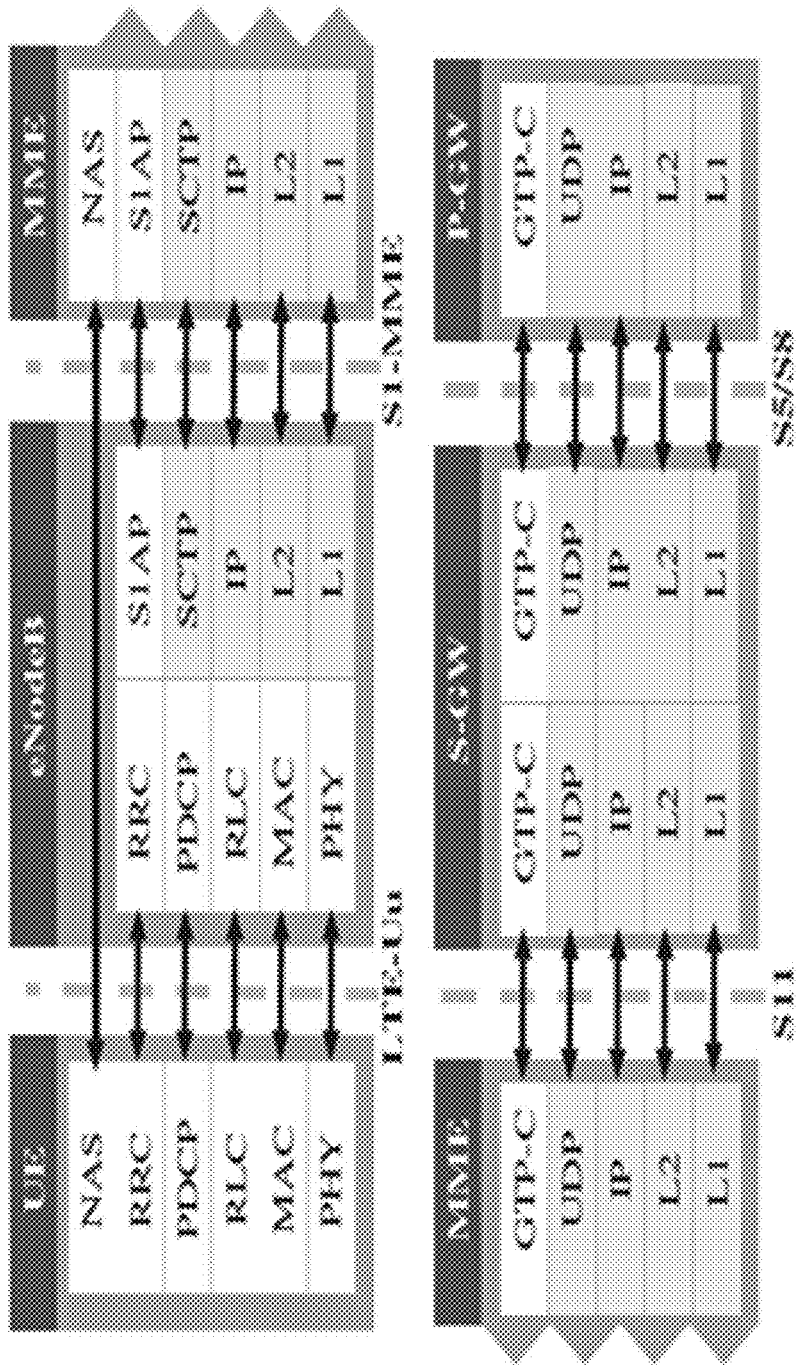 UE
eNodeB
MME
NAS
NAS
RRC
RRC
S1AP
S1AP
PDCP
PDCP
SCTP
SCTP
RLC
RLC
IP
IP
MAC
MAC
L2
L2
PHY
PHY
L1
L1
LTE-Uu
S1-MME
MME
S-GW
P-GW
GTP-C
GTP-C
GTP-C
GTP-C
UDP
UDP
UDP
UDP
IP
IP
IP
IP
L2
L2
L2
L2
L1
L1
L1
L1
S11
S5/S8